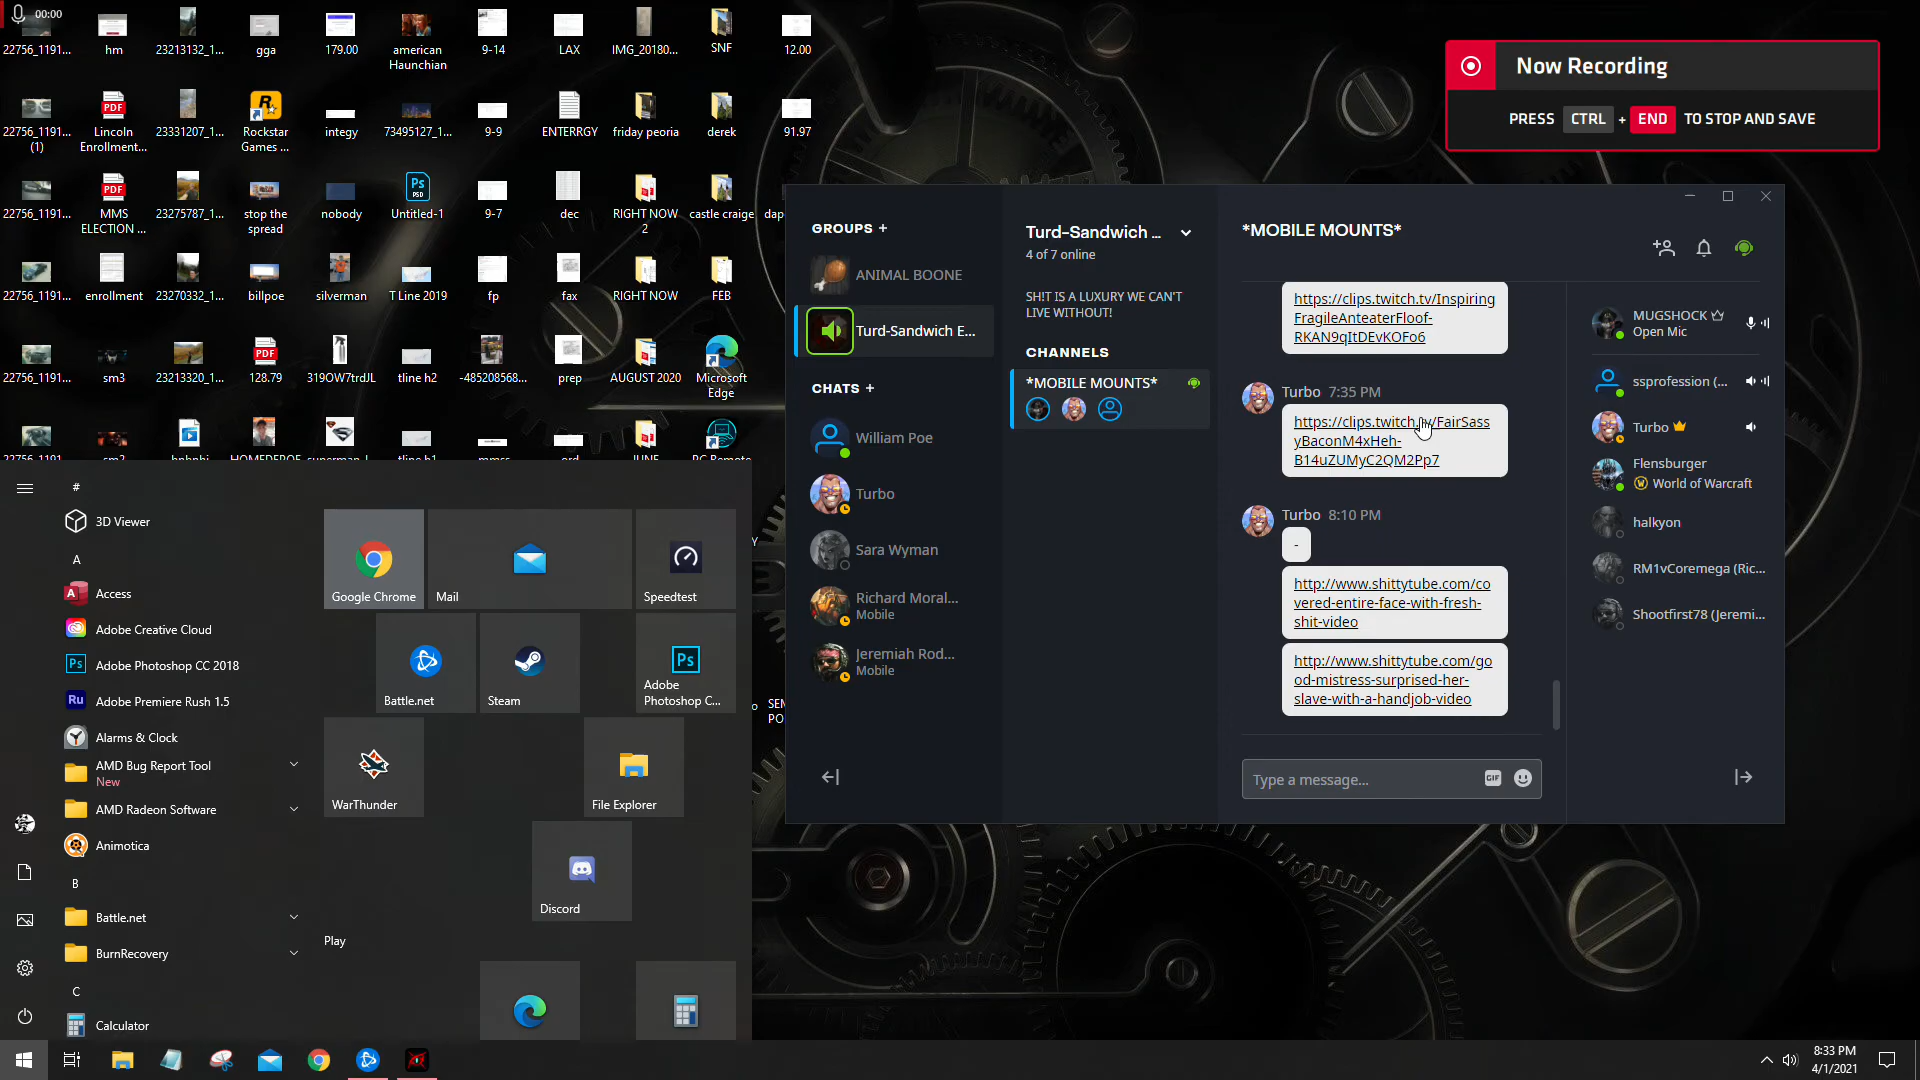 00:00
22756_1191...
hm
23213132_1...
gga
179.00
american
Haunchian
9-14
LAX
IMG_20180...
SNF
12.00
22756_1191...
(1)
Lincoln
Enrollment...
23331207_1...
Rockstar
Games ...
integy
73495127_1...
9-9
ENTERRGY
friday peoria
derek
91.97
22756_1191...
MMS
ELECTION ...
23275787_1...
stop the
spread
nobody
Untitled-1
9-7
dec
RIGHT NOW
2
castle craige
22756_1191...
enrollment
23270332_1...
billpoe
silverman
T Line 2019
fp
fax
RIGHT NOW
FEB
22756_1191...
sm3
23213320_1...
128.79
319OW7trdJL
tline h2
-485208568...
prep
AUGUST 2020
Microsoft
Edge
Now Recording
PRESS CTRL + END TO STOP AND SAVE
#
3D Viewer
A
Access
Adobe Creative Cloud
Adobe Photoshop CC 2018
Adobe Premiere Rush 1.5
Alarms & Clock
AMD Bug Report Tool
New
AMD Radeon Software
Animotica
B
Battle.net
BurnRecovery
C
Calculator
Google Chrome
Mail
Speedtest
Battle.net
Steam
Adobe
Photoshop C...
WarThunder
File Explorer
Discord
Play
GROUPS +
ANIMAL BOONE
Turd-Sandwich E...
CHATS +
William Poe
Turbo
Sara Wyman
Richard Moral...
Mobile
Jeremiah Rod...
Mobile
Turd-Sandwich ...
4 of 7 online
SH!T IS A LUXURY WE CAN'T
LIVE WITHOUT!
CHANNELS
*MOBILE MOUNTS*
*MOBILE MOUNTS*
https://clips.twitch.tv/Inspiring
FragileAnteaterFloof-
RKAN9qItDEvKOFo6
Turbo 7:35 PM
https://clips.twitch.tv/FairSass
yBaconM4xHeh-
B14uZUMyC2QM2Pp7
Turbo 8:10 PM
-
http://www.shittytube.com/co
vered-entire-face-with-fresh-
shit-video
http://www.shittytube.com/go
od-mistress-surprised-her-
slave-with-a-handjob-video
Type a message...
GIF
MUGSHOCK
Open Mic
ssprofession (...
Turbo
Flensburger
World of Warcraft
halkyon
RM1vCoremega (Ric...
Shootfirst78 (Jeremi...
8:33 PM
4/1/2021